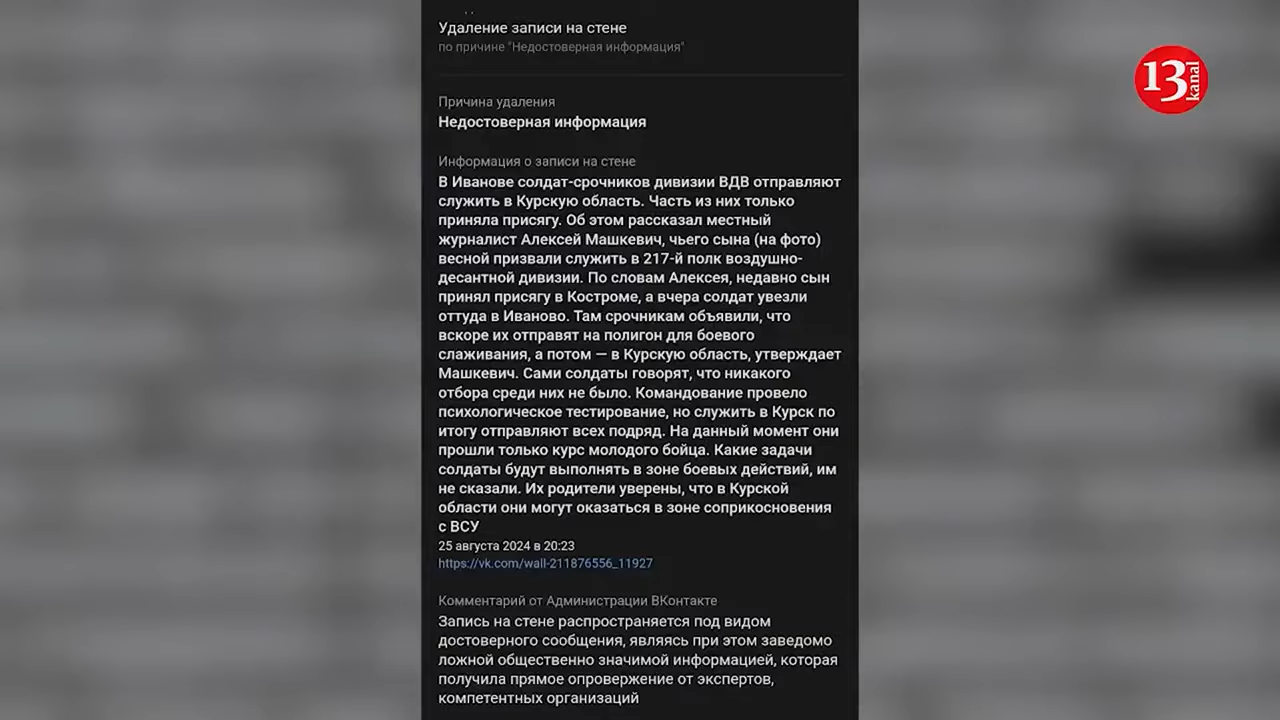 Удаление записи на стене
по причине "Недостоверная информация"
13
kanal
Причина удаления
Недостоверная информация
Информация о записи на стене
В Иванове солдат-срочников дивизии ВДВ отправляют
служить в Курскую область. Часть из них только
приняла присягу. Об этом рассказал местный
журналист Алексей Машкевич, чьего сына (на фото)
весной призвали служить в 217-й полк воздушно-
десантной дивизии. По словам Алексея, недавно сын
принял присягу в Костроме, а вчера солдат увезли
оттуда в Иваново. Там срочникам объявили, что
вскоре их отправят на полигон для боевого
слаживания, а потом — в Курскую область, утверждает
Машкевич. Сами солдаты говорят, что никакого
отбора среди них не было. Командование провело
психологическое тестирование, но служить в Курск по
итогу отправляют всех подряд. На данный момент они
прошли только курс молодого бойца. Какие задачи
солдаты будут выполнять в зоне боевых действий, им
не сказали. Их родители уверены, что в Курской
области они могут оказаться в зоне соприкосновения
с ВСУ
25 августа 2024 в 20:23
https://vk.com/wall-211876556_11927
Комментарий от Администрации ВКонтакте
Запись на стене распространяется под видом
достоверного сообщения, являясь при этом заведомо
ложной общественно значимой информацией, которая
получила прямое опровержение от экспертов,
компетентных организаций